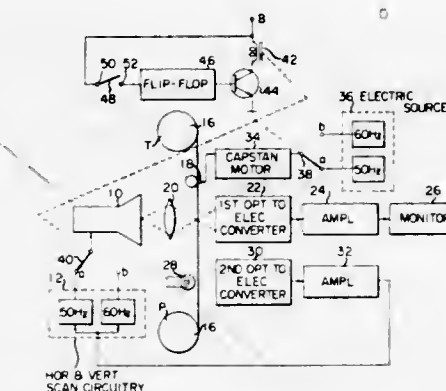 B
50 52 46 8 42
FLIP-FLOP
48 44
36 ELECTRIC
SOURCE
T 16 34 b 60Hz
18 CAPSTAN
MOTOR 38 a 50Hz
10 20 22 24 26
1ST OPT TO
ELEC
CONVERTER
AMPL
MONITOR
40 28 30 32
12 a b
2ND OPT TO
ELEC
CONVERTER
AMPL
50Hz 60Hz P 16
HOR & VERT
SCAN CIRCUITRY